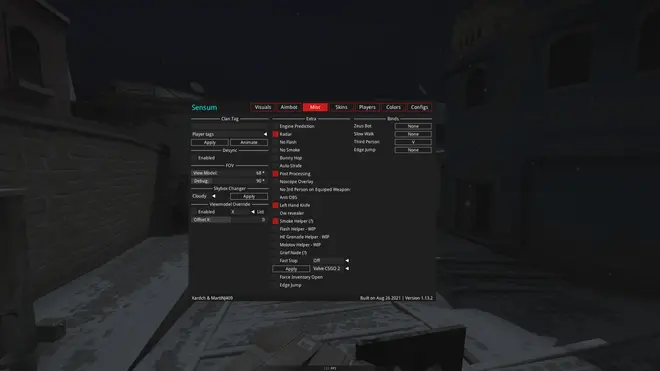 Sensum
Visuals Aimbot Misc Skins Players Colors Configs
Clan Tag
Player tags
Apply Animate
Desync
Enabled
FOV
View Model: 68 °
Debug: 90 °
Skybox Changer
Cloudy Apply
Viewmodel Override
Enabled X List
Offset X: 0
Extra
Engine Prediction
Radar
No Flash
No Smoke
Bunny Hop
Auto Strafe
Post Processing
Noscope Overlay
No 3rd Person on Equiped Weapon:
Anti OBS
Left Hand Knife
Die revealer
Smoke Helper (?)
Flash Helper - WIP
HE Grenade Helper - WIP
Molotov Helper - WIP
Grief Nade (?)
Fast Stop Off
Apply Valve CSGO 2
Force Inventory Open
Edge Jump
Binds
Zeus Bot None
Slow Walk None
Third Person V
Edge Jump None
Built on Aug 26 2021 | Version 1.13.2